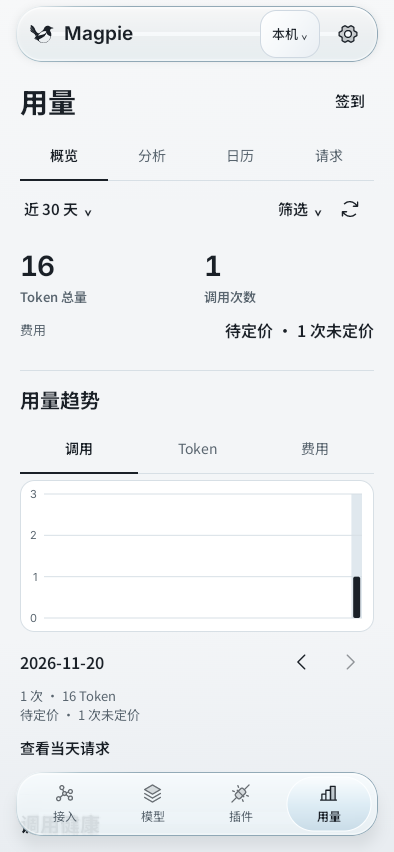 Magpie
本机
用量
签到
概览 分析 日历 请求
近 30 天 筛选
16 1
Token 总量 调用次数
费用 待定价 · 1 次未定价
用量趋势
调用 Token 费用
3
2
1
0
2026-11-20
1 次 · 16 Token
待定价 · 1 次未定价
查看当天请求
接入 模型 插件 用量
调用健康